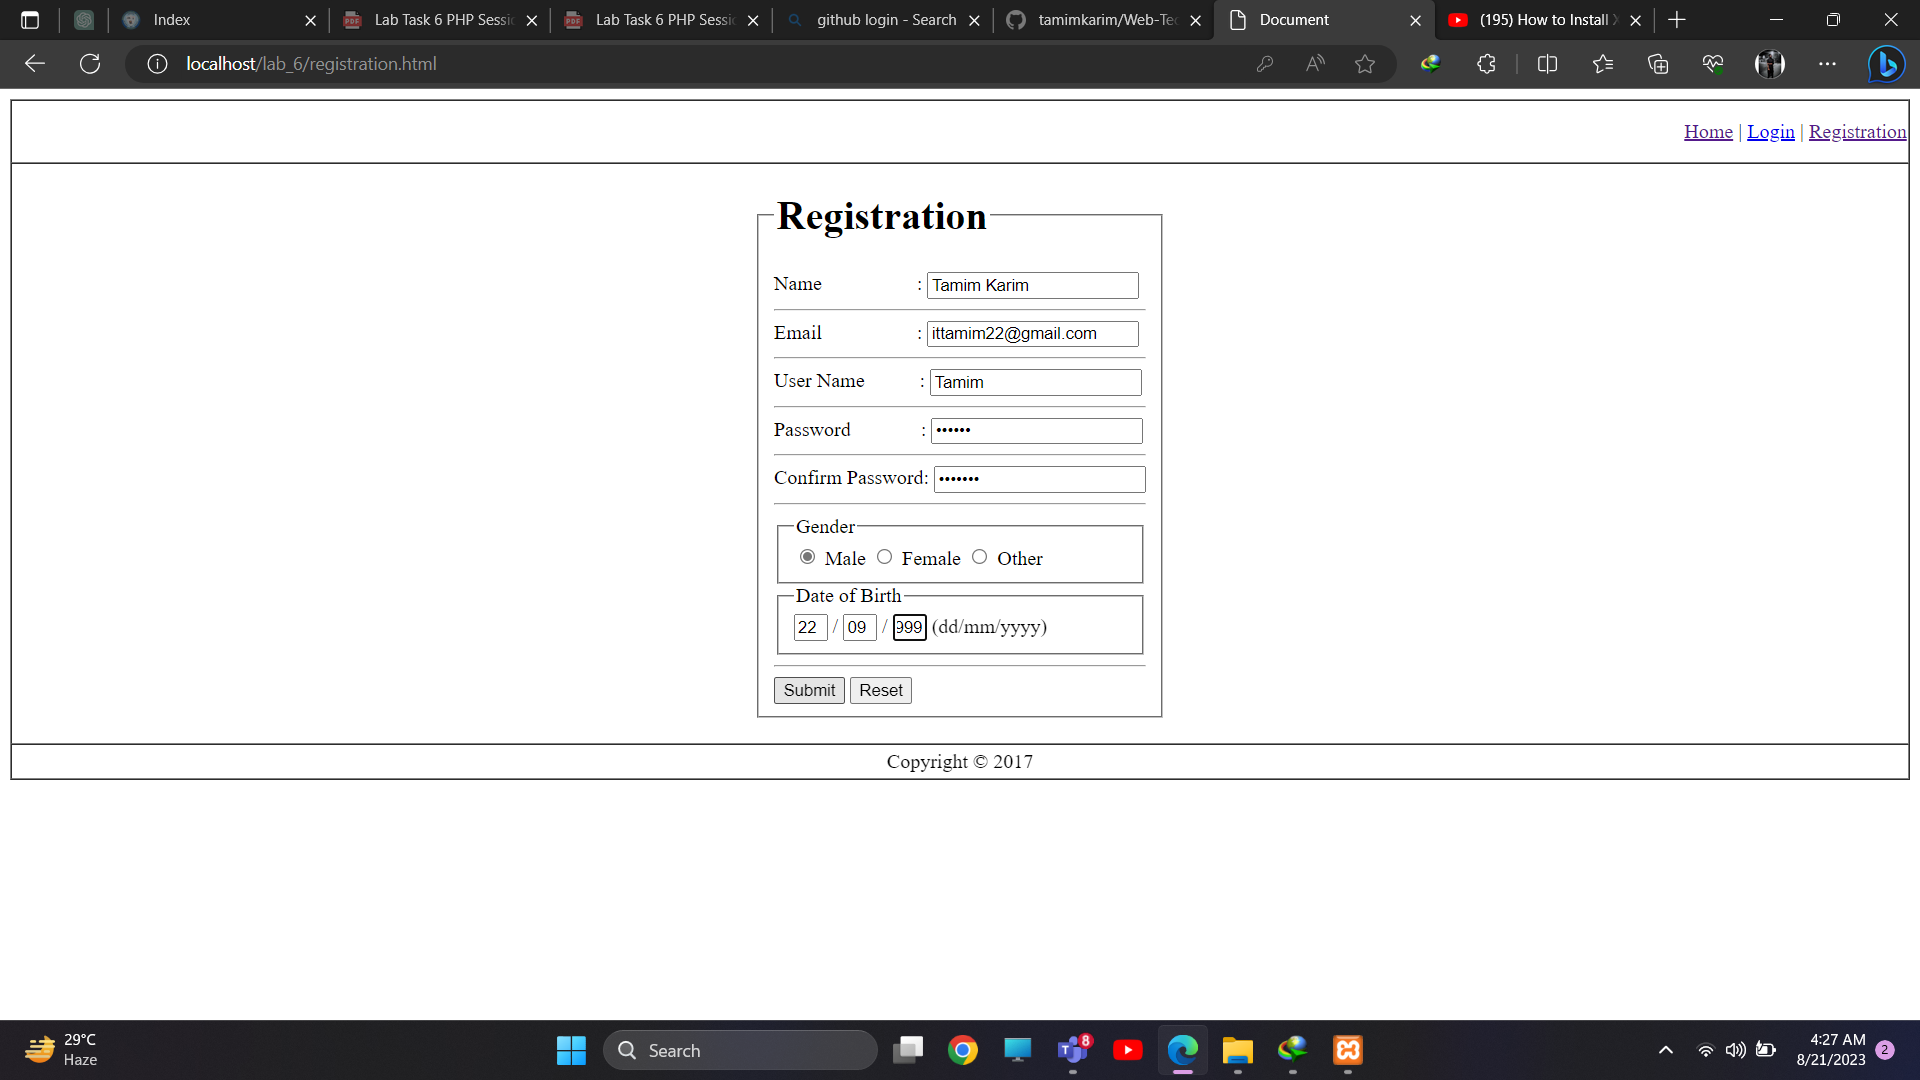 Index
Lab Task 6 PHP Sessi
Lab Task 6 PHP Sessi
github login - Search
tamimkarim/Web-Tec
Document
(195) How to Install X
localhost/lab_6/registration.html
Home | Login | Registration
Registration
Name : Tamim Karim
Email : ittamim22@gmail.com
User Name : Tamim
Password : ••••••
Confirm Password: •••••••
Gender
Male Female Other
Date of Birth
22 / 09 / 999 (dd/mm/yyyy)
Submit Reset
Copyright © 2017
29°C
Haze
Search
8
4:27 AM
8/21/2023
2